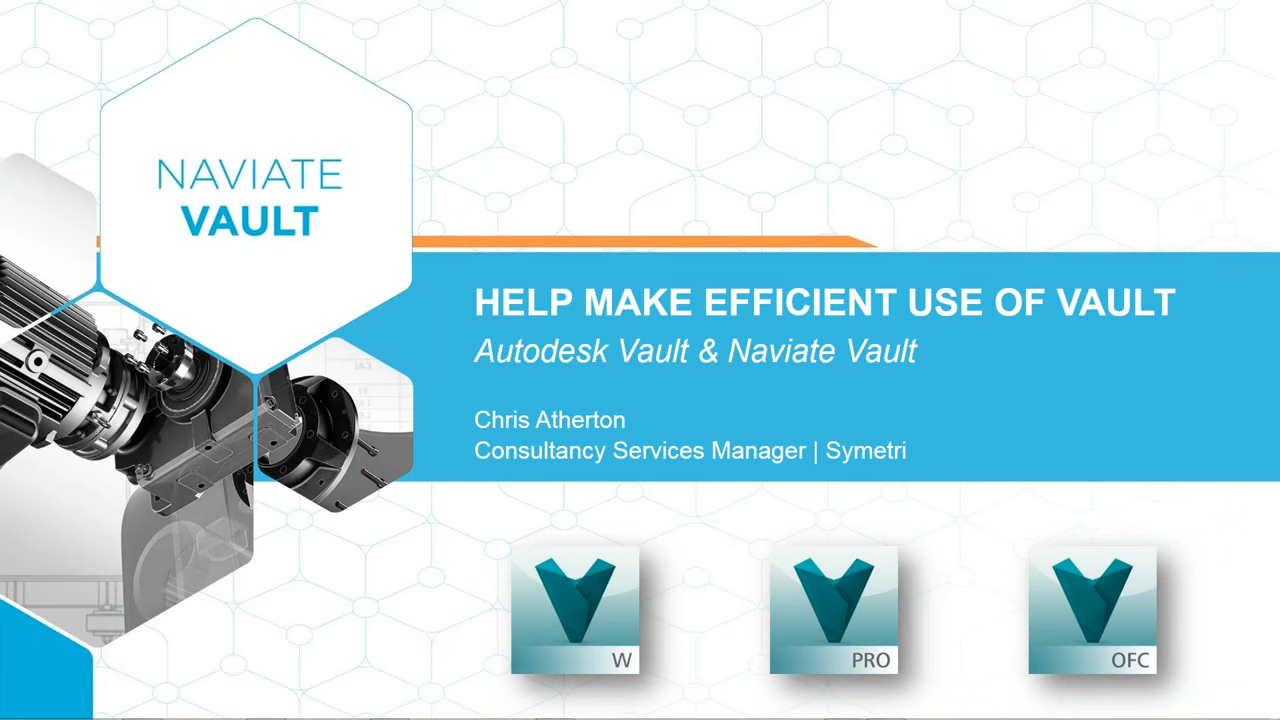 NAVIATE
VAULT
HELP MAKE EFFICIENT USE OF VAULT
Autodesk Vault & Naviate Vault
Chris Atherton
Consultancy Services Manager | Symetri
W
PRO
OFC